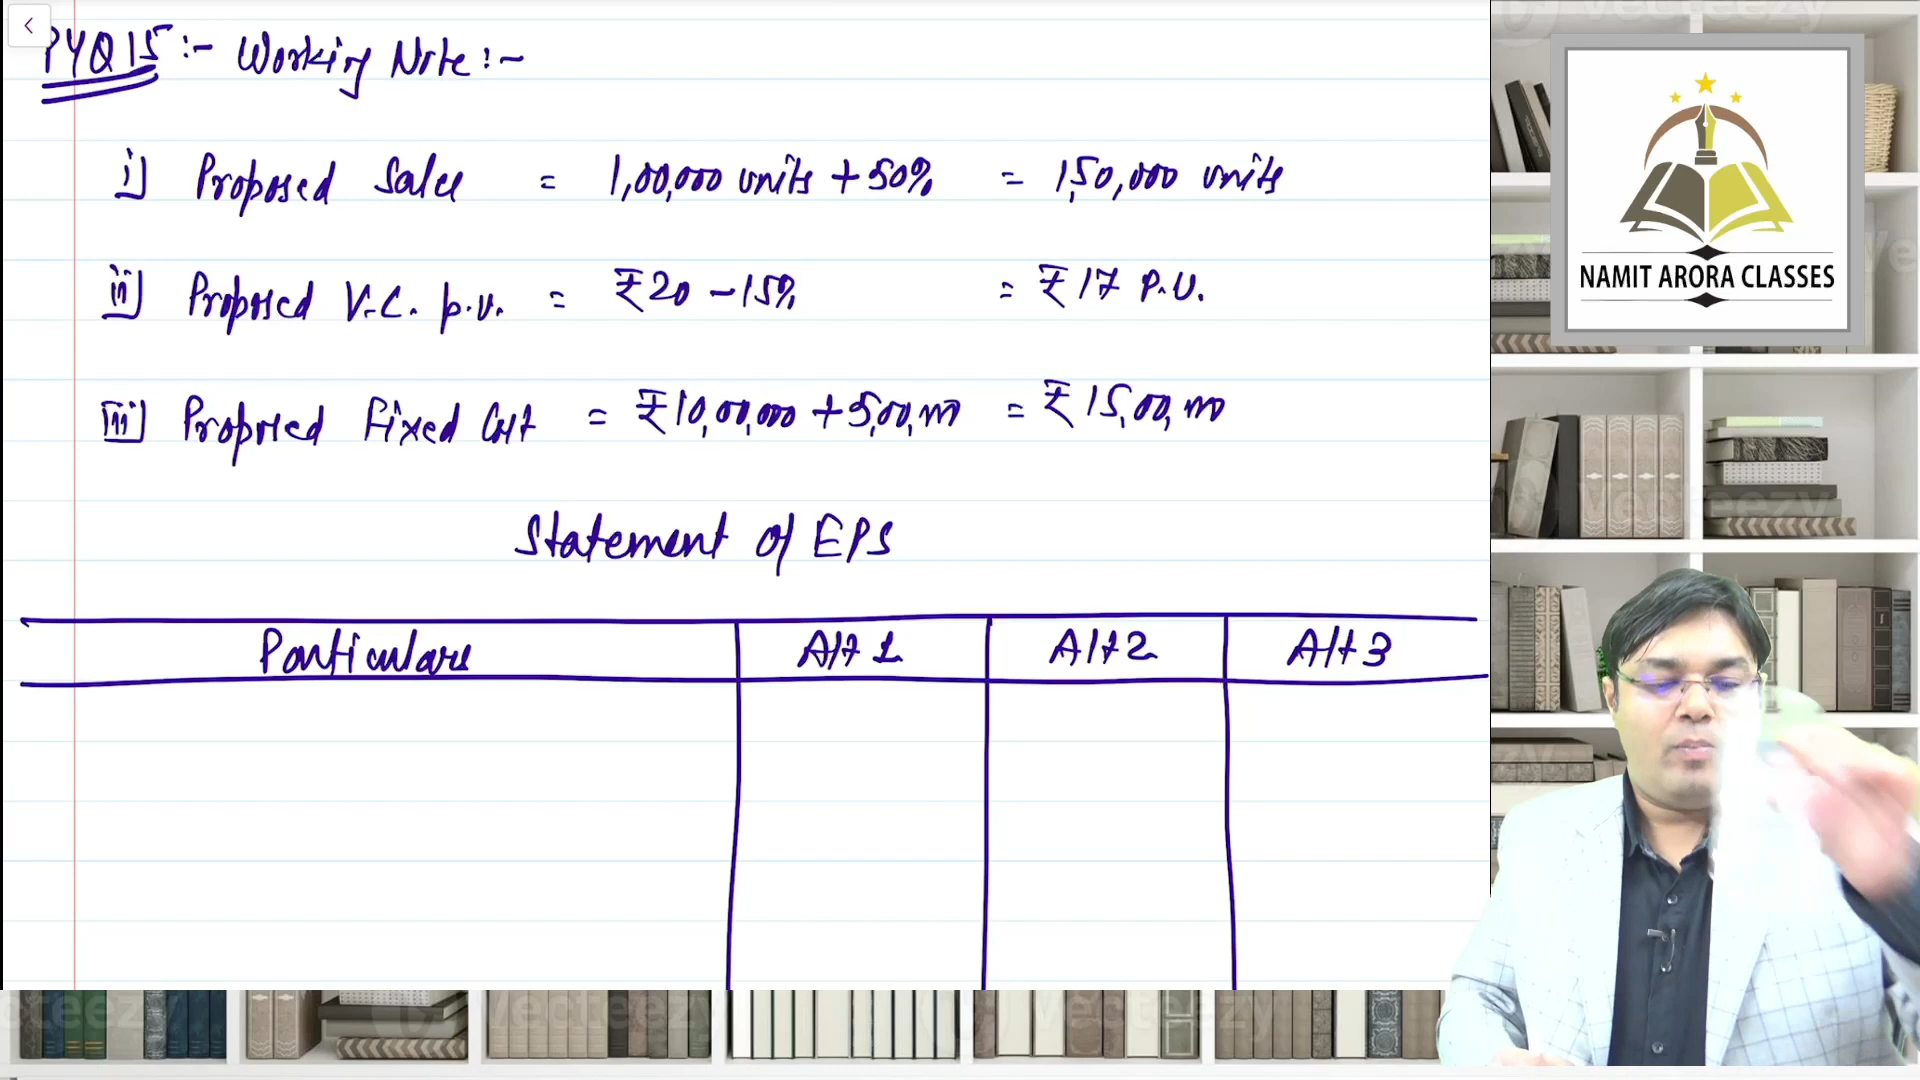 PYQ15:- Working Note:-
i) Proposed Sales = 1,00,000 units + 50% = 1,50,000 units
ii) Proposed V.C. p.u. = ₹20 - 15% = ₹17 P.U.
iii) Proposed Fixed Cost = ₹10,00,000 + 5,00,000 = ₹15,00,000
Statement of EPS
Particulars Alt 1 Alt 2 Alt 3
NAMIT ARORA CLASSES
Vecteezy